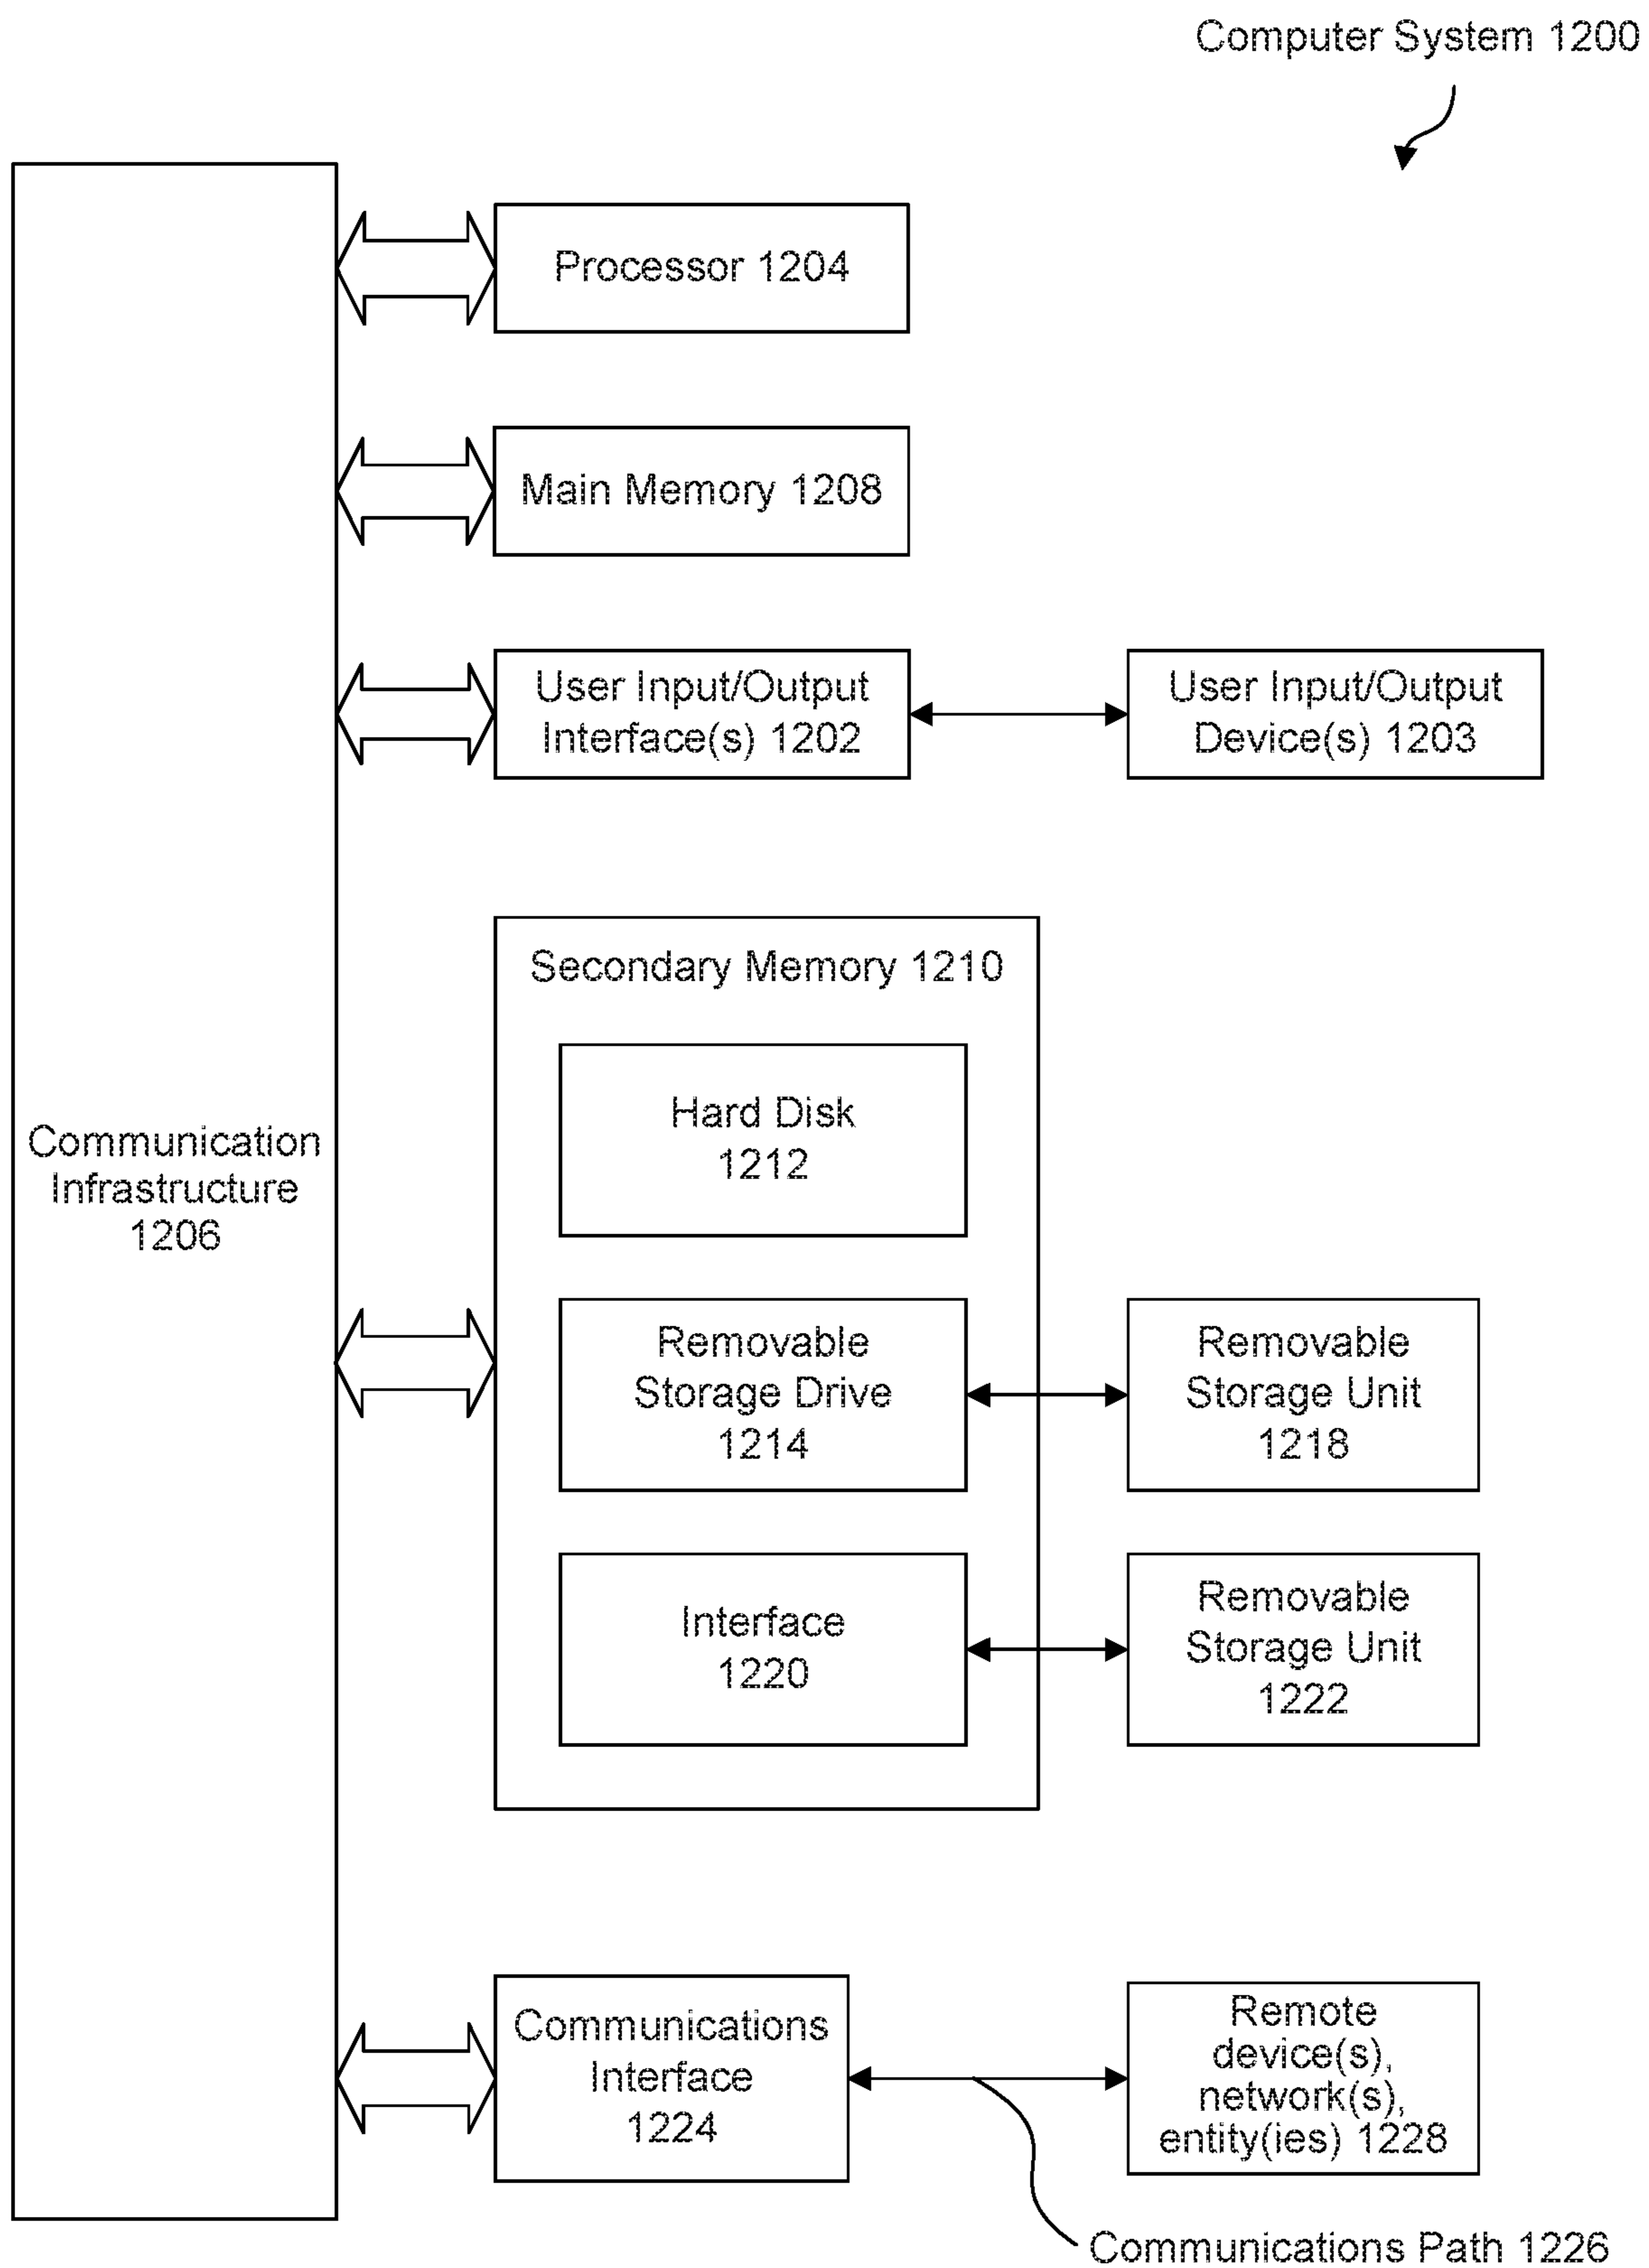 Computer System 1200
Processor 1204
Main Memory 1208
User Input/Output
Interface(s) 1202
User Input/Output
Device(s) 1203
Secondary Memory 1210
Hard Disk
1212
Communication
Infrastructure
1206
Removable
Storage Drive
1214
Removable
Storage Unit
1218
Interface
1220
Removable
Storage Unit
1222
Communications
Interface
1224
Remote
device(s),
network(s),
entity(ies) 1228
Communications Path 1226